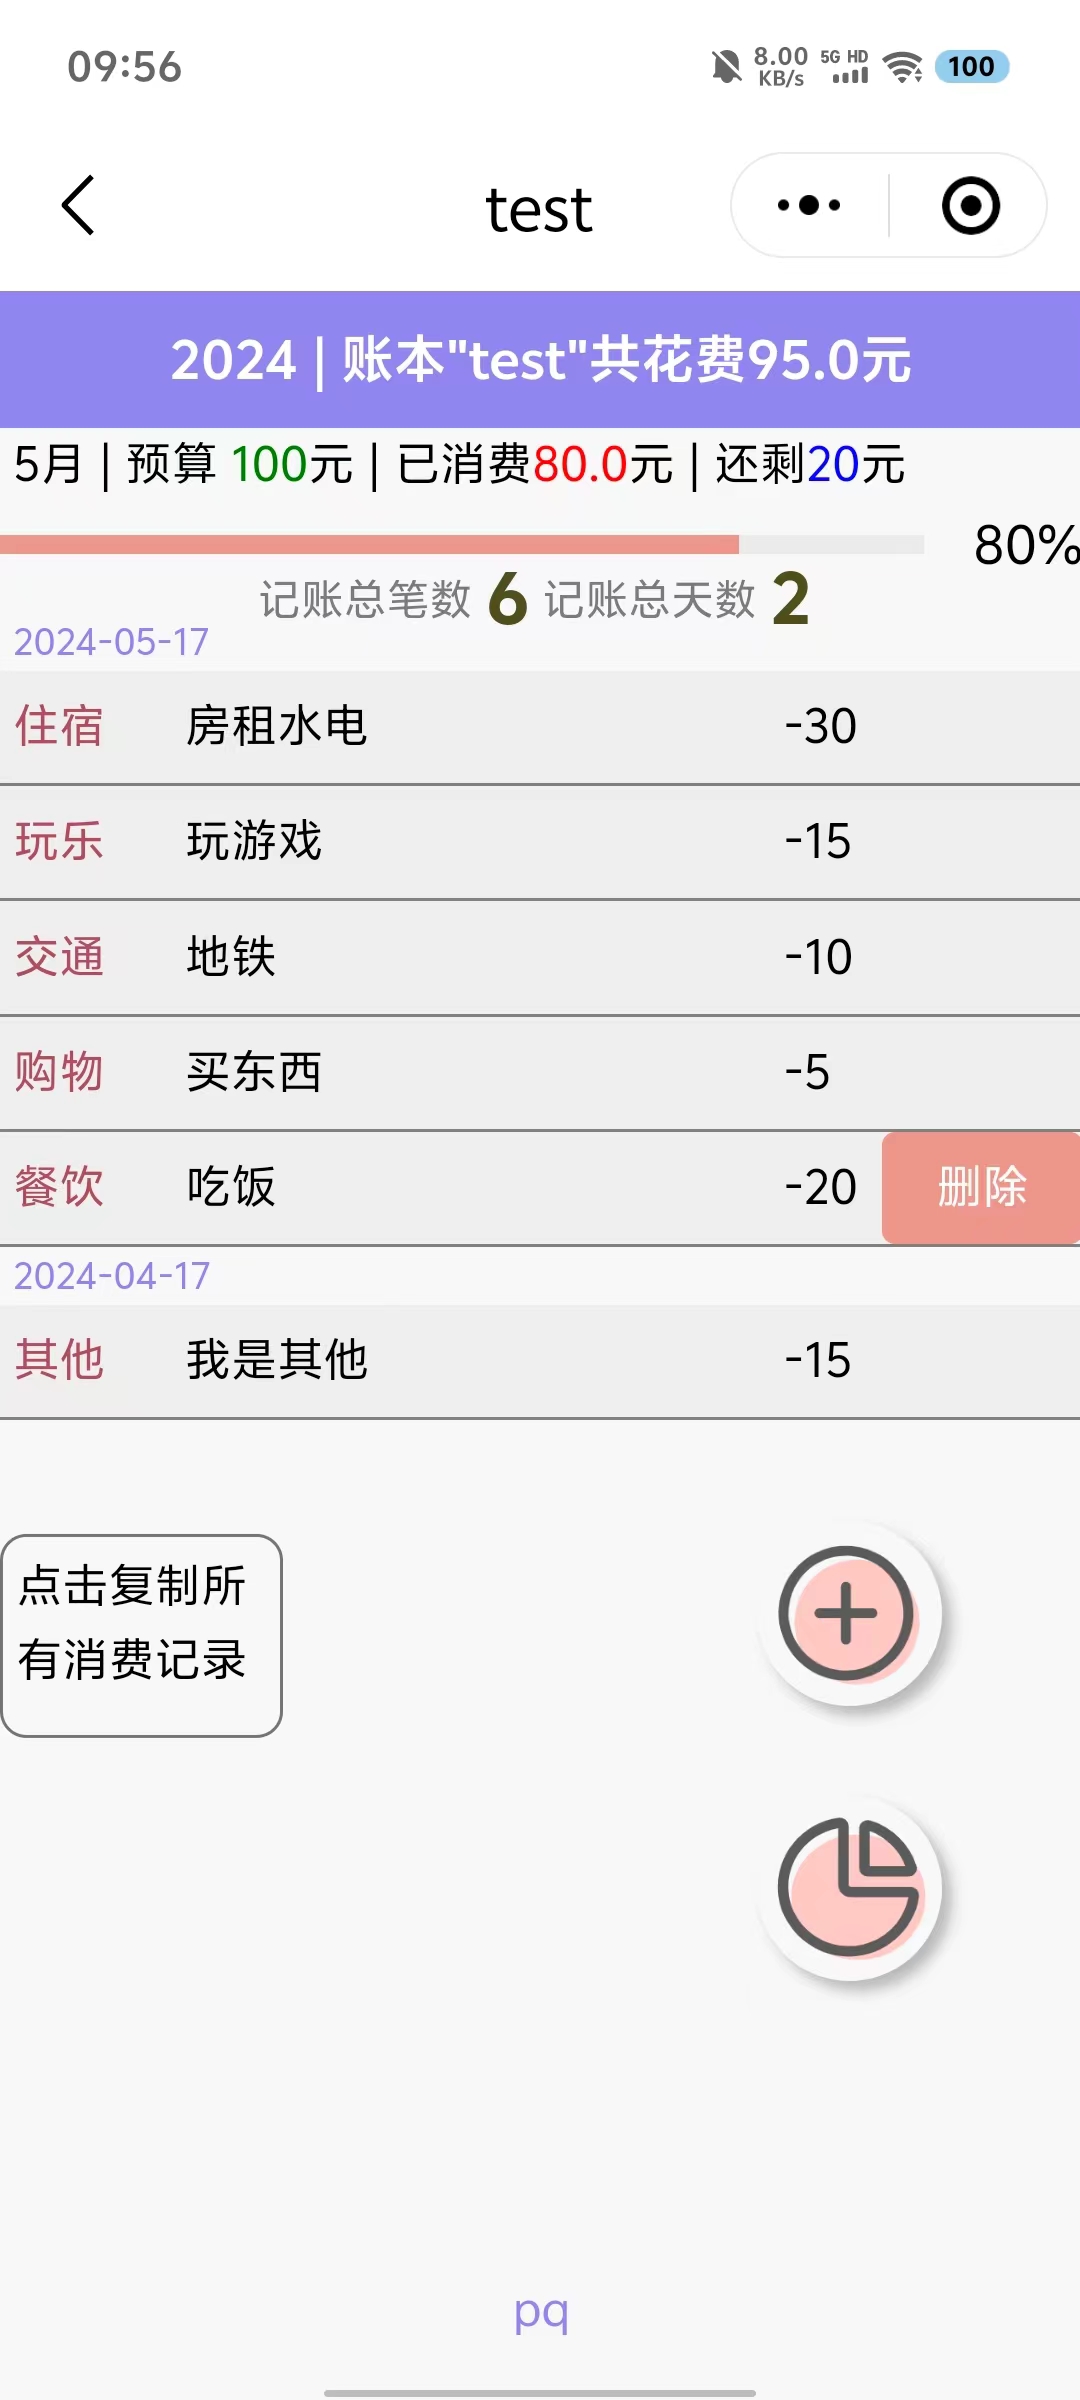 09:56
8.00 KB/s 5G HD 100
test
2024 | 账本"test"共花费95.0元
5月 | 预算 100元 | 已消费80.0元 | 还剩20元
80%
记账总笔数 6 记账总天数 2
2024-05-17
住宿 房租水电 -30
玩乐 玩游戏 -15
交通 地铁 -10
购物 买东西 -5
餐饮 吃饭 -20 删除
2024-04-17
其他 我是其他 -15
点击复制所
有消费记录
pq